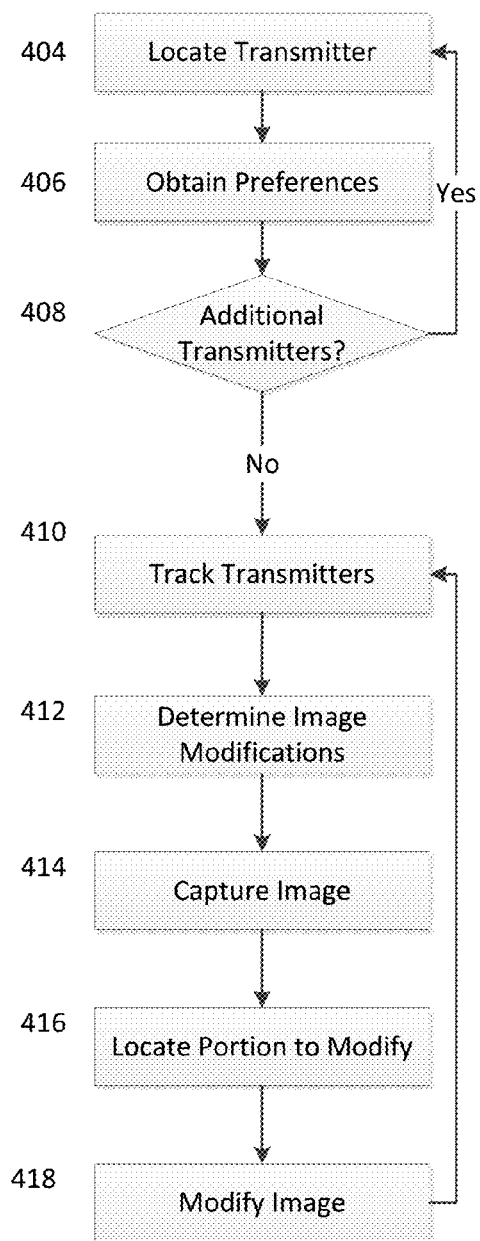 404
Locate Transmitter
406
Obtain Preferences
Yes
408
Additional
Transmitters?
No
410
Track Transmitters
412
Determine Image
Modifications
414
Capture Image
416
Locate Portion to Modify
418
Modify Image